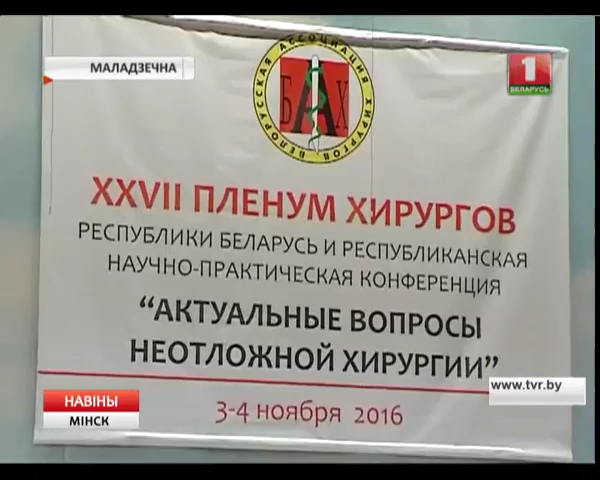 МАЛАДЗЕЧНА
1
БЕЛАРУСЬ
БЕЛОРУССКАЯ АССОЦИАЦИЯ ХИРУРГОВ
БАХ
XXVII ПЛЕНУМ ХИРУРГОВ
РЕСПУБЛИКИ БЕЛАРУСЬ И РЕСПУБЛИКАНСКАЯ
НАУЧНО-ПРАКТИЧЕСКАЯ КОНФЕРЕНЦИЯ
“АКТУАЛЬНЫЕ ВОПРОСЫ
НЕОТЛОЖНОЙ ХИРУРГИИ”
www.tvr.by
НАВІНЫ
МІНСК
3-4 ноября 2016